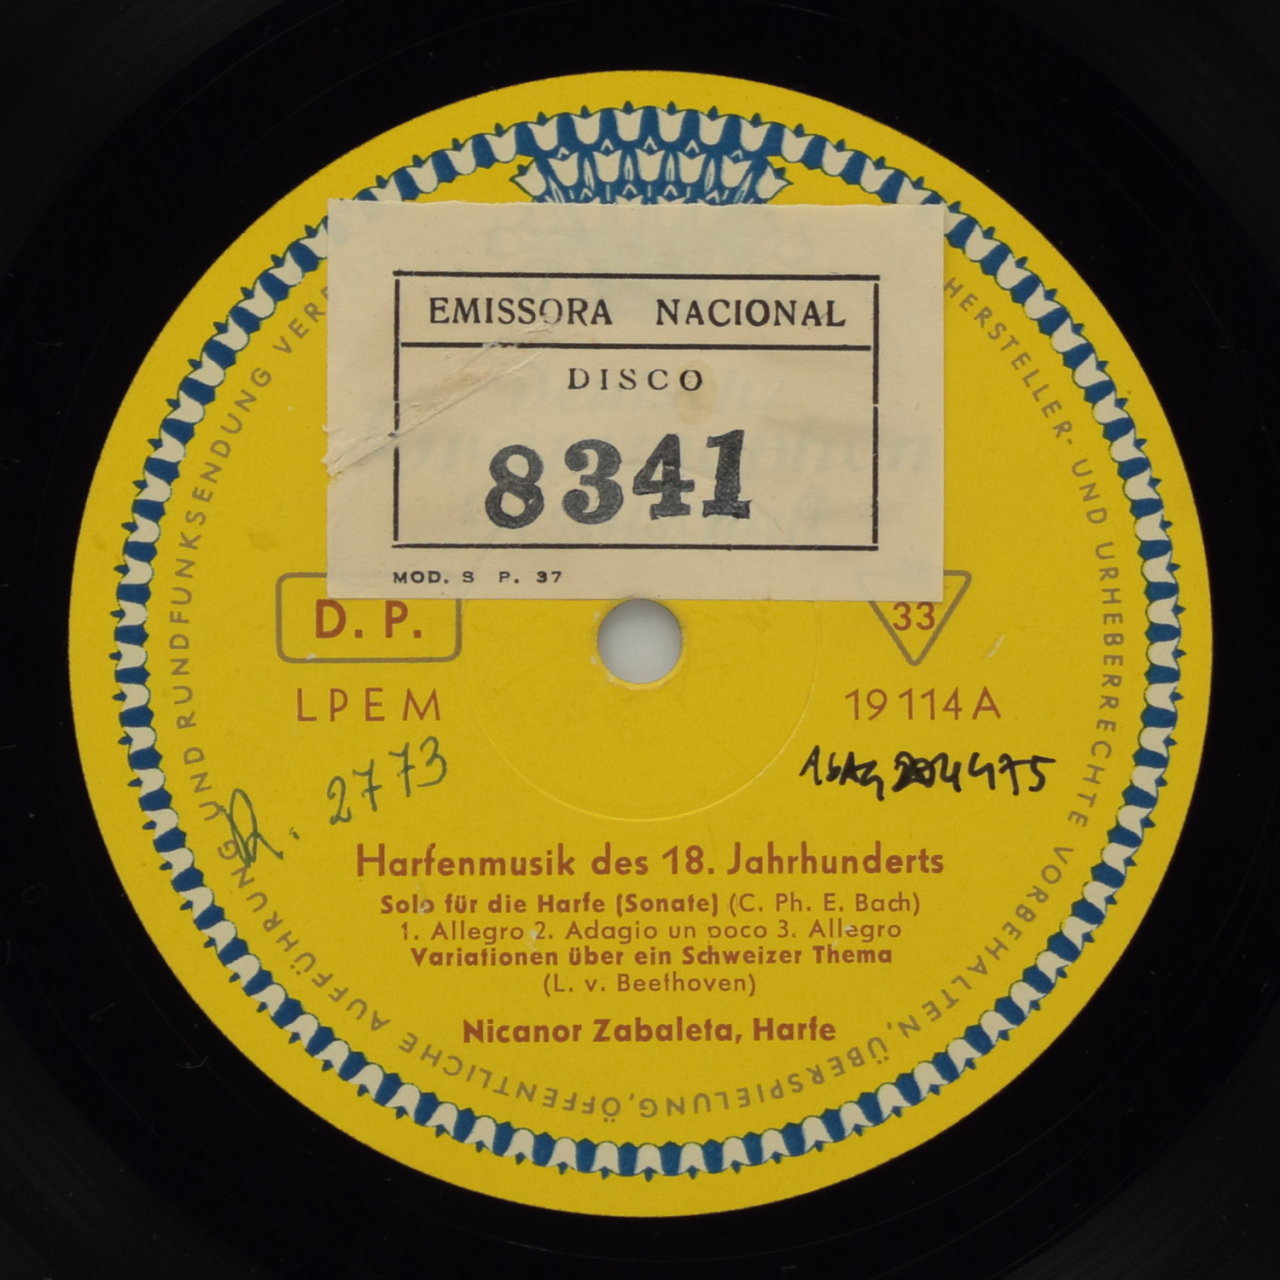 EMISSORA NACIONAL
DISCO
8341
MOD. S P. 37
D. P.
33
LPEM
19114A
R. 2773
Harfenmusik des 18. Jahrhunderts
Solo für die Harfe (Sonate) (C. Ph. E. Bach)
1. Allegro 2. Adagio un poco 3. Allegro
Variationen über ein Schweizer Thema
(L. v. Beethoven)
Nicanor Zabaleta, Harfe
HERSTELLER- UND URHEBERRECHTE VORBEHALTEN, ÜBERSPIELUNG, ÖFFENTLICHE AUFFÜHRUNG UND RUNDFUNKSENDUNG